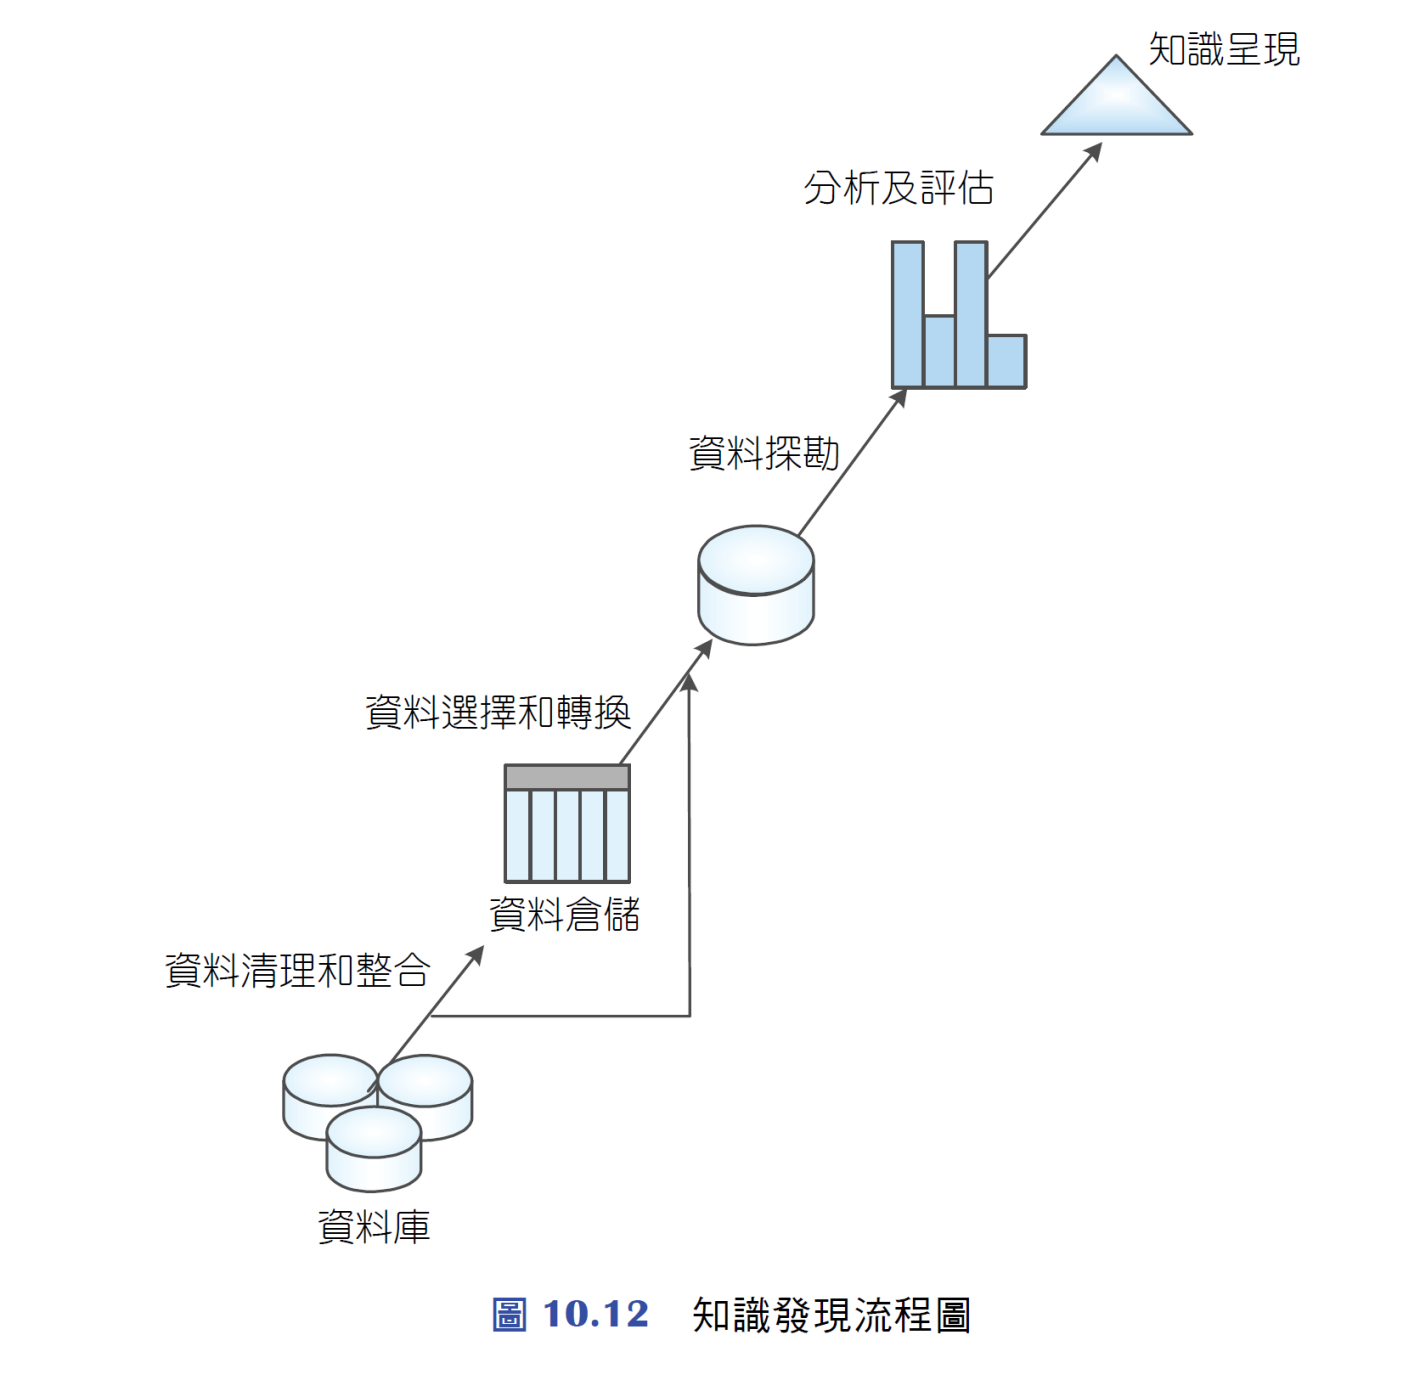 知識呈現
分析及評估
資料探勘
資料選擇和轉換
資料倉儲
資料清理和整合
資料庫
圖 10.12 知識發現流程圖